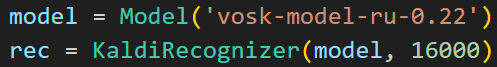 model = Model('vosk-model-ru-0.22')
rec = KaldiRecognizer(model, 16000)